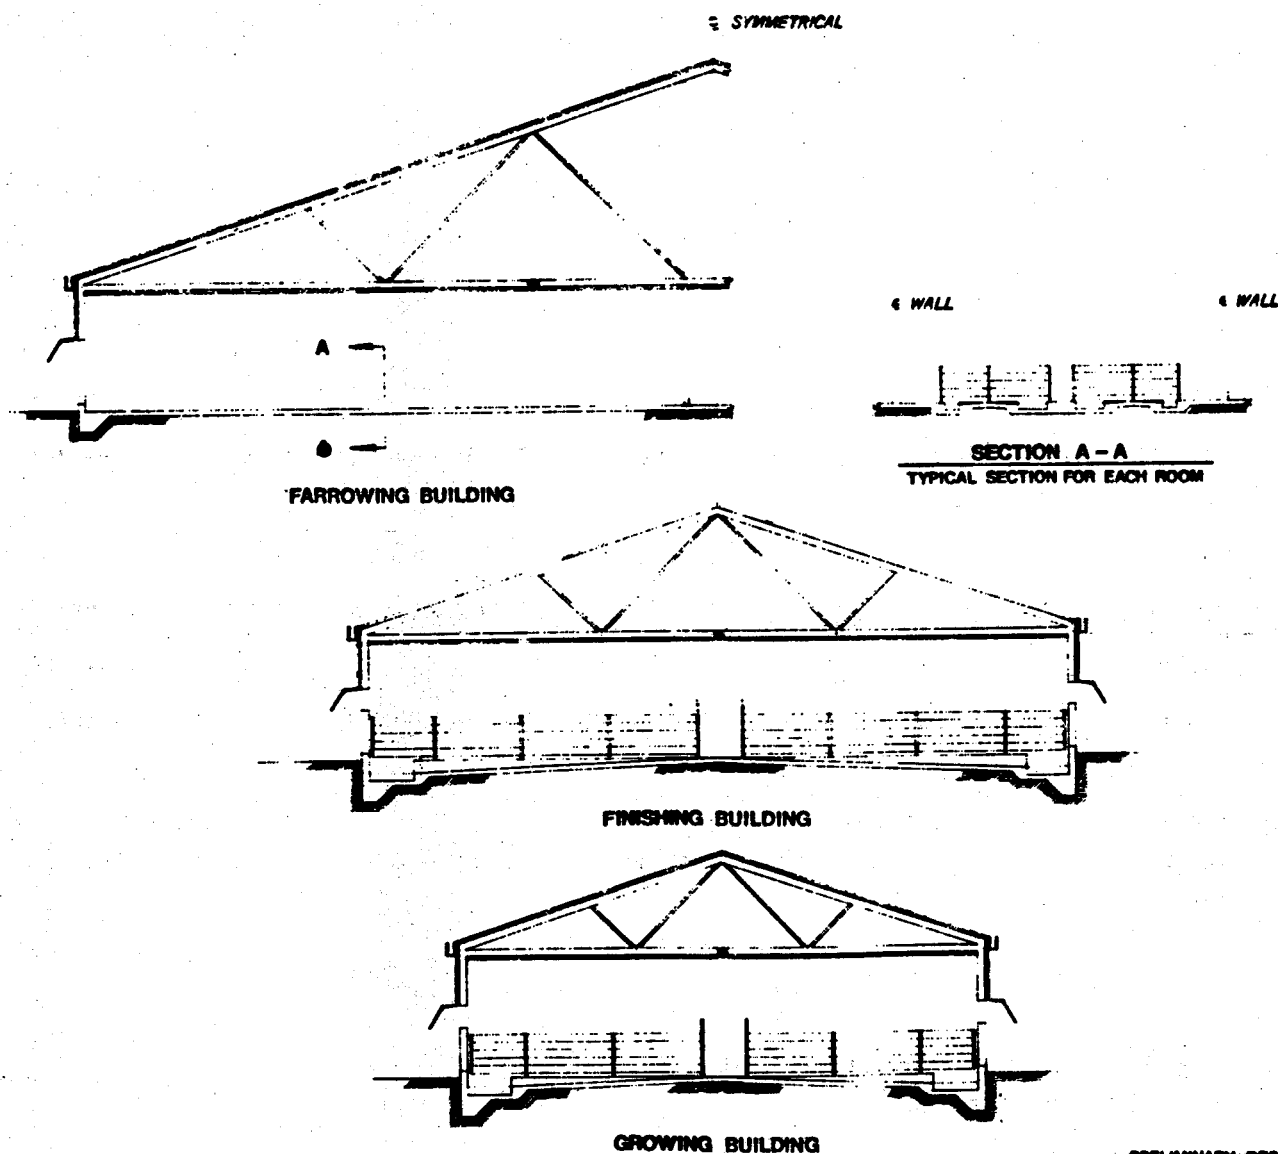 SYMMETRICAL
WALL
WALL
A
SECTION A - A
TYPICAL SECTION FOR EACH ROOM
FARROWING BUILDING
FINISHING BUILDING
GROWING BUILDING